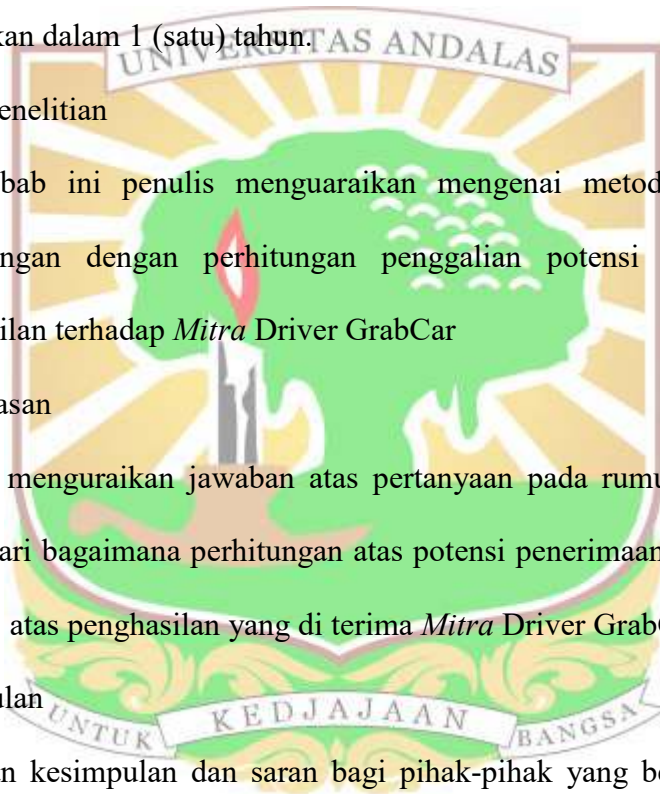 kan dalam 1 (satu) tahun.
UNIVERSITAS ANDALAS
enelitian
bab ini penulis menguaraikan mengenai metod
ngan dengan perhitungan penggalian potensi
ilan terhadap Mitra Driver GrabCar
asan
menguraikan jawaban atas pertanyaan pada rumu
ari bagaimana perhitungan atas potensi penerimaan
atas penghasilan yang di terima Mitra Driver Grab
ulan
UNTUK KEDJAJAAN BANGSA
n kesimpulan dan saran bagi pihak-pihak yang be